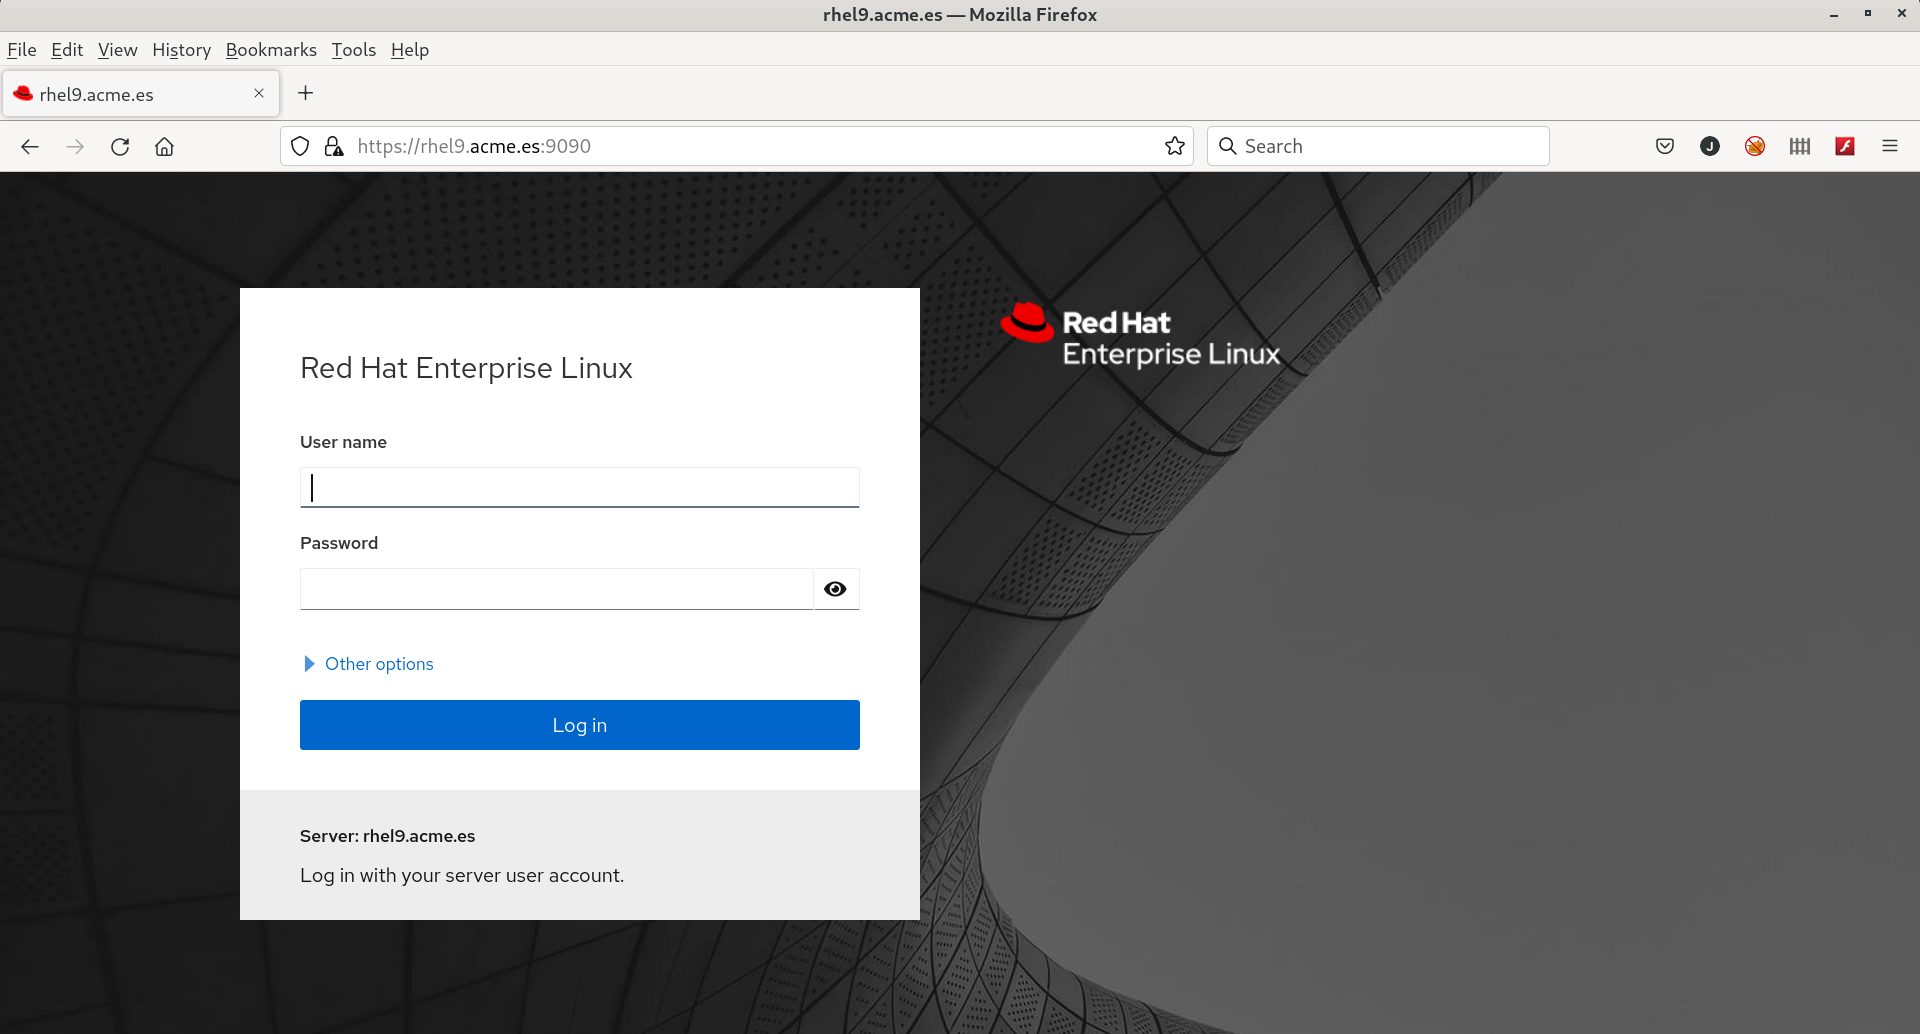 rhel9.acme.es — Mozilla Firefox
File Edit View History Bookmarks Tools Help
rhel9.acme.es
https://rhel9.acme.es:9090
Search
J
Red Hat
Enterprise Linux
Red Hat Enterprise Linux
User name
Password
Other options
Log in
Server: rhel9.acme.es
Log in with your server user account.